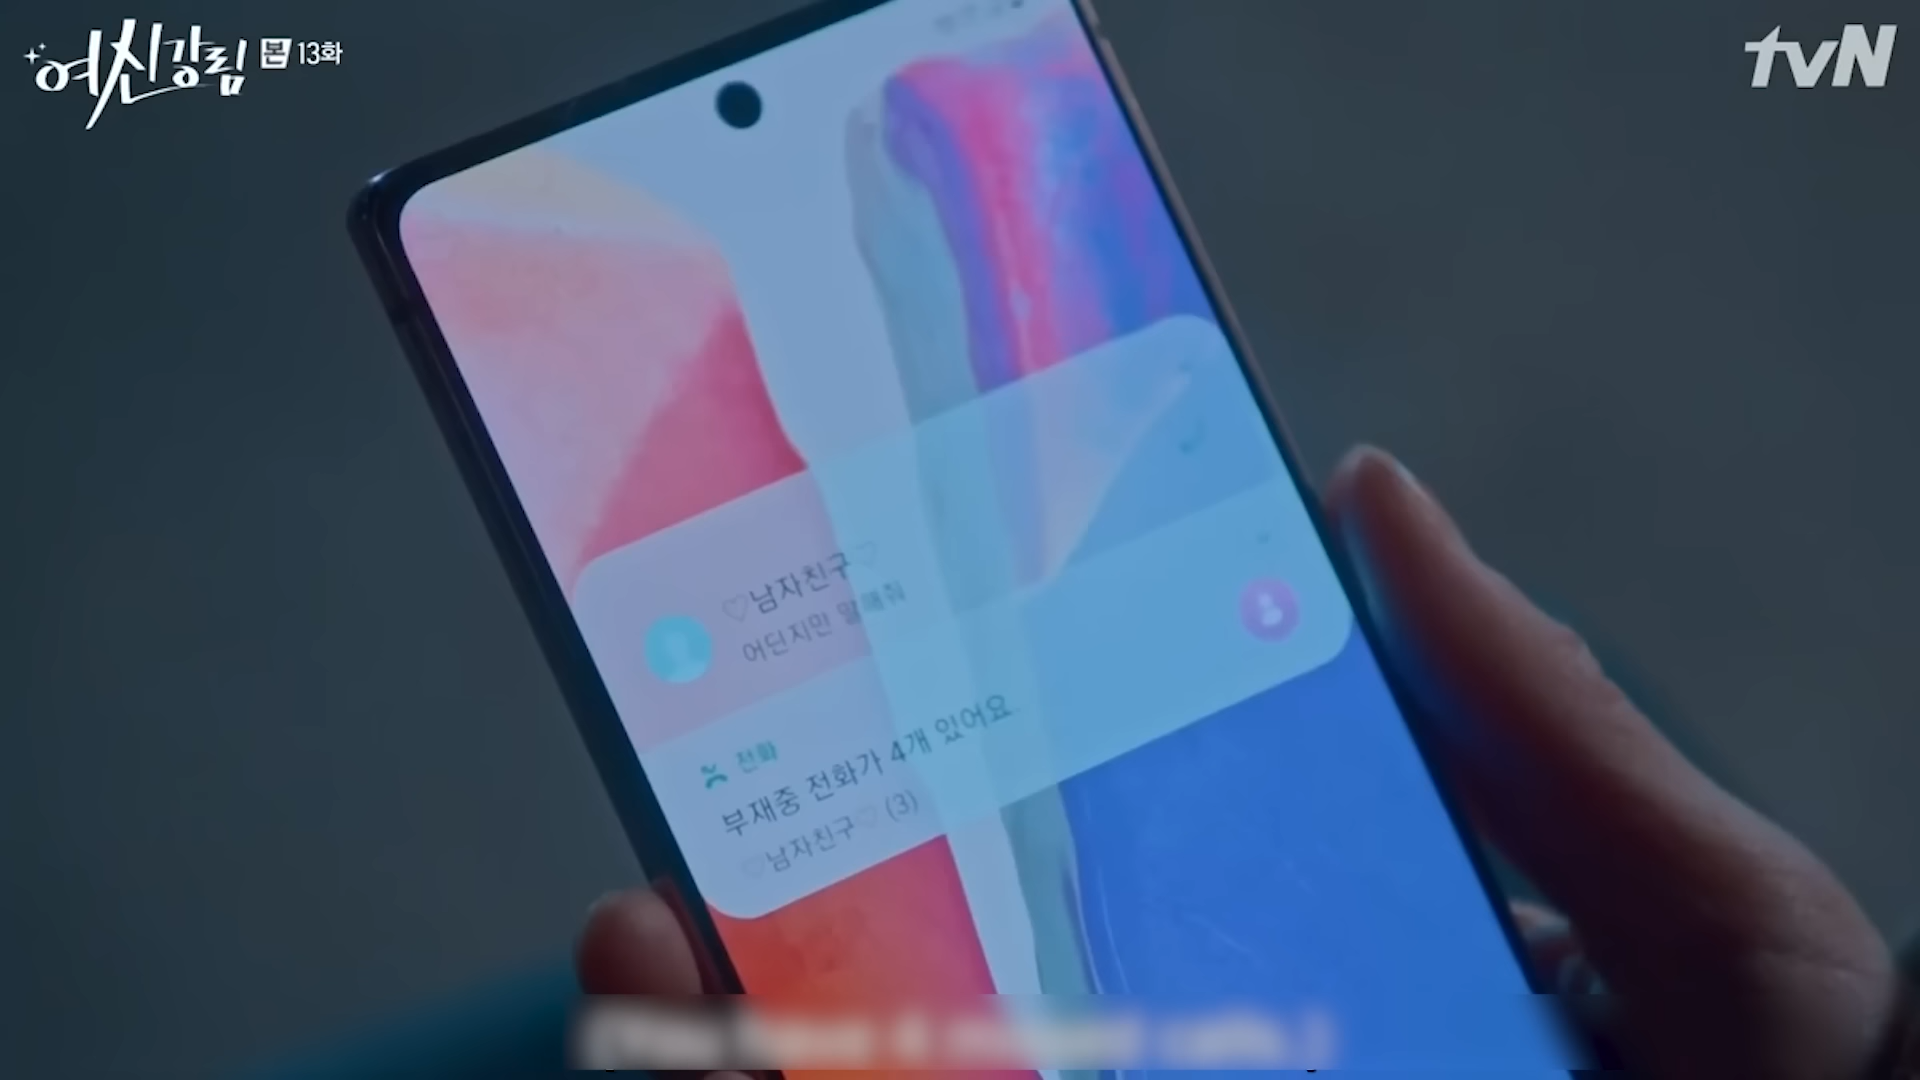 여신강림 본 13화
tvN
♡남자친구♡
어딘지만 말해줘
전화
부재중 전화가 4개 있어요
♡남자친구♡ (3)